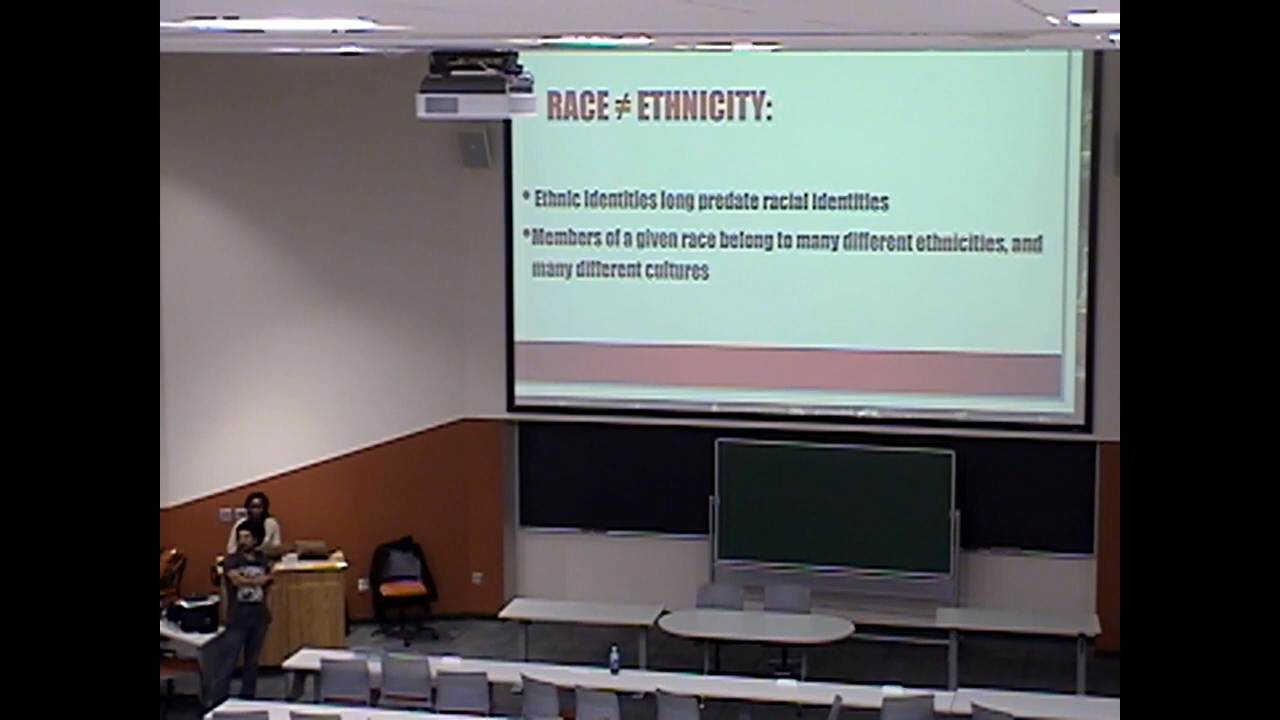 RACE ≠ ETHNICITY:
• Ethnic identities long predate racial identities
• Members of a given race belong to many different ethnicities, and
many different cultures